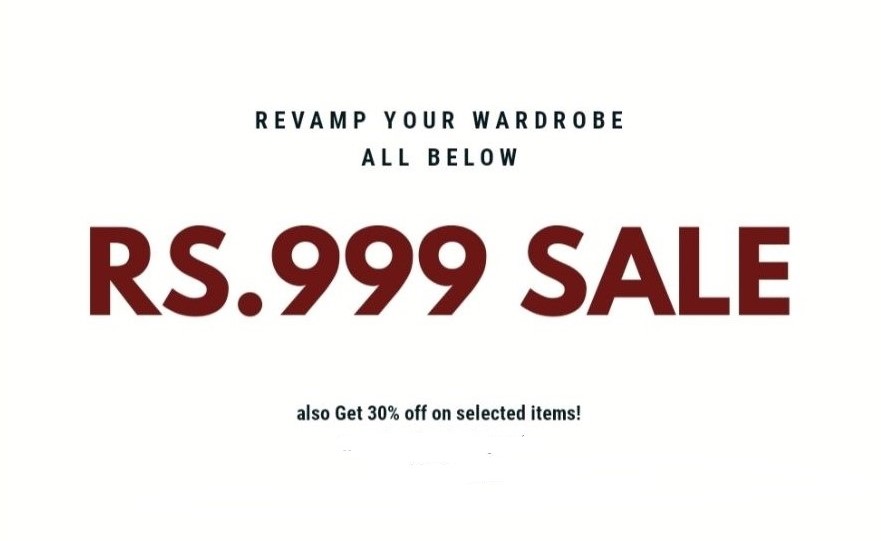 REVAMP YOUR WARDROBE
ALL BELOW
RS.999 SALE
also Get 30% off on selected items!